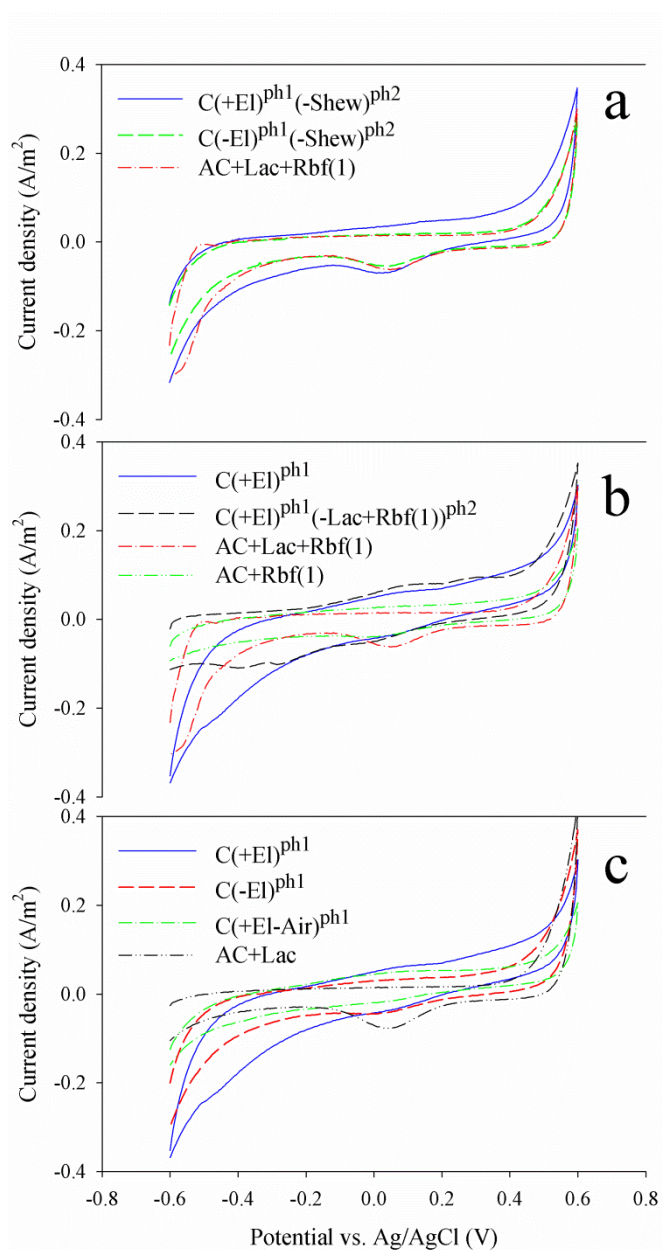 0.4
a
C(+El)ph1(-Shew)ph2
C(-El)ph1(-Shew)ph2
AC+Lac+Rbf(1)
0.2
0.0
-0.2
-0.4
Current density (A/m2)
0.4
b
C(+El)ph1
C(+El)ph1(-Lac+Rbf(1))ph2
AC+Lac+Rbf(1)
AC+Rbf(1)
0.2
0.0
-0.2
-0.4
Current density (A/m2)
0.4
c
C(+El)ph1
C(-El)ph1
C(+El-Air)ph1
AC+Lac
0.2
0.0
-0.2
-0.4
Current density (A/m2)
-0.8 -0.6 -0.4 -0.2 0.0 0.2 0.4 0.6 0.8
Potential vs. Ag/AgCl (V)